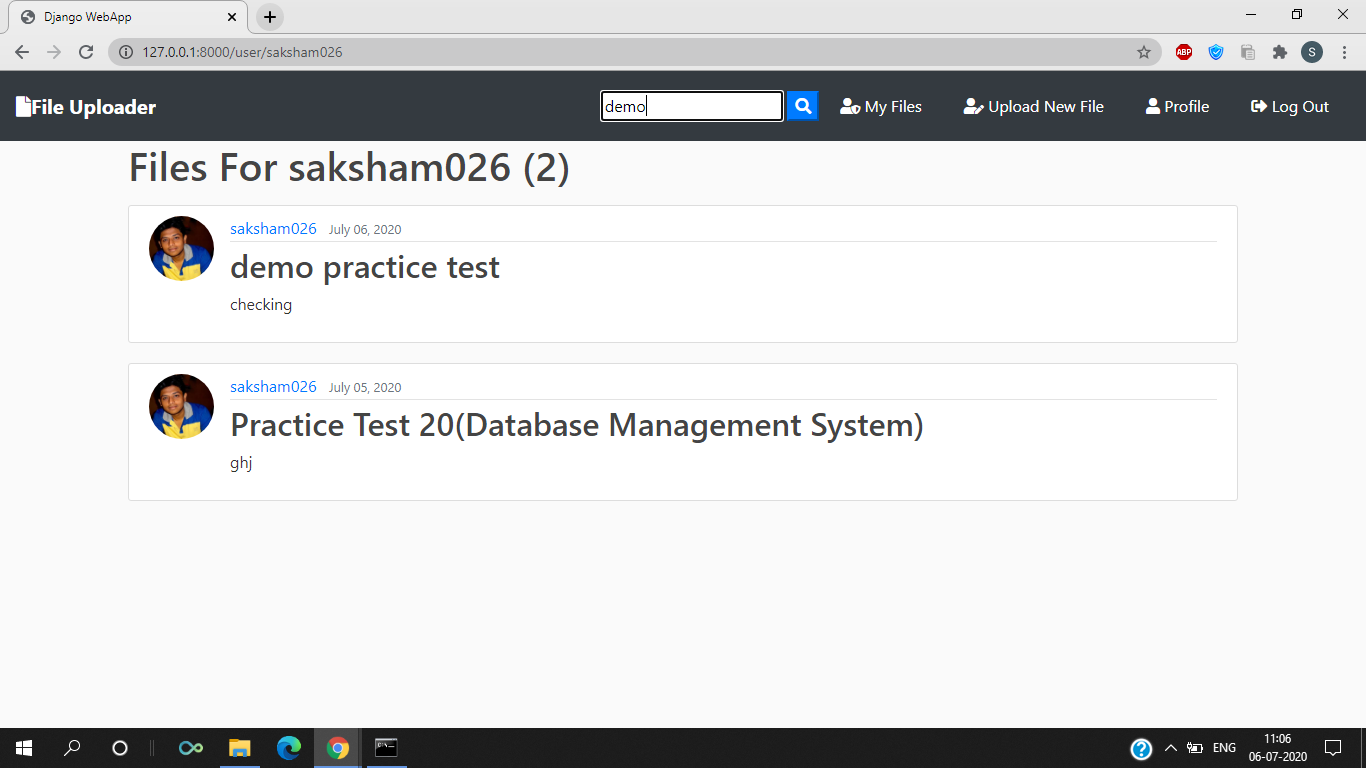 Django WebApp
127.0.0.1:8000/user/saksham026
ABP
S
File Uploader
demo
My Files
Upload New File
Profile
Log Out
Files For saksham026 (2)
saksham026 July 06, 2020
demo practice test
checking
saksham026 July 05, 2020
Practice Test 20(Database Management System)
ghj
ENG
11:06
06-07-2020